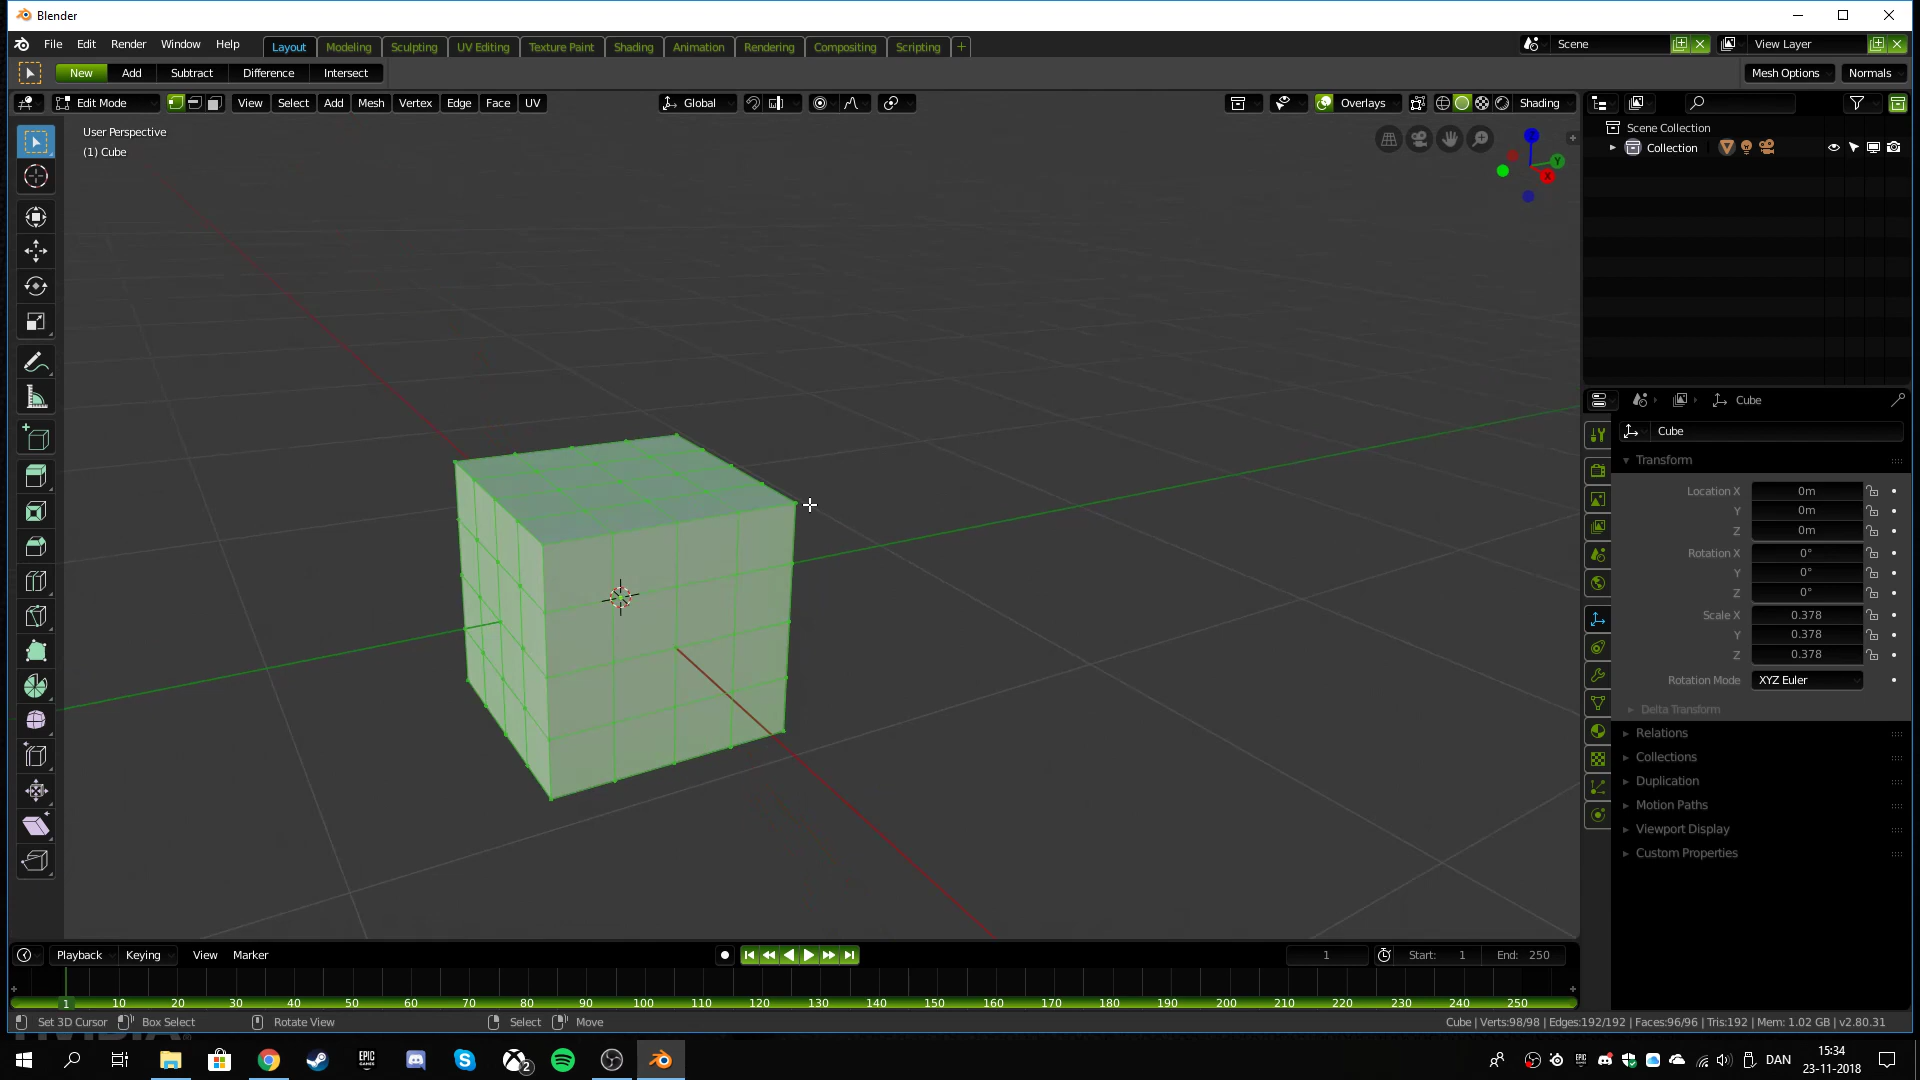 Blender
File Edit Render Window Help Layout Modeling Sculpting UV Editing Texture Paint Shading Animation Rendering Compositing Scripting + Scene View Layer
New Add Subtract Difference Intersect Mesh Options Normals
Edit Mode View Select Add Mesh Vertex Edge Face UV Global Overlays Shading
User Perspective
(1) Cube
Z
Y
X
Scene Collection
Collection
Cube
Cube
Transform
Location X 0m
Y 0m
Z 0m
Rotation X 0°
Y 0°
Z 0°
Scale X 0.378
Y 0.378
Z 0.378
Rotation Mode XYZ Euler
Delta Transform
Relations
Collections
Duplication
Motion Paths
Viewport Display
Custom Properties
Playback Keying View Marker 1 Start: 1 End: 250
1 10 20 30 40 50 60 70 80 90 100 110 120 130 140 150 160 170 180 190 200 210 220 230 240 250
Set 3D Cursor Box Select Rotate View Select Move Cube | Verts:98/98 | Edges:192/192 | Faces:96/96 | Tris:192 | Mem: 1.02 GB | v2.80.31
EPIC GAMES 2 DAN 15:34
23-11-2018